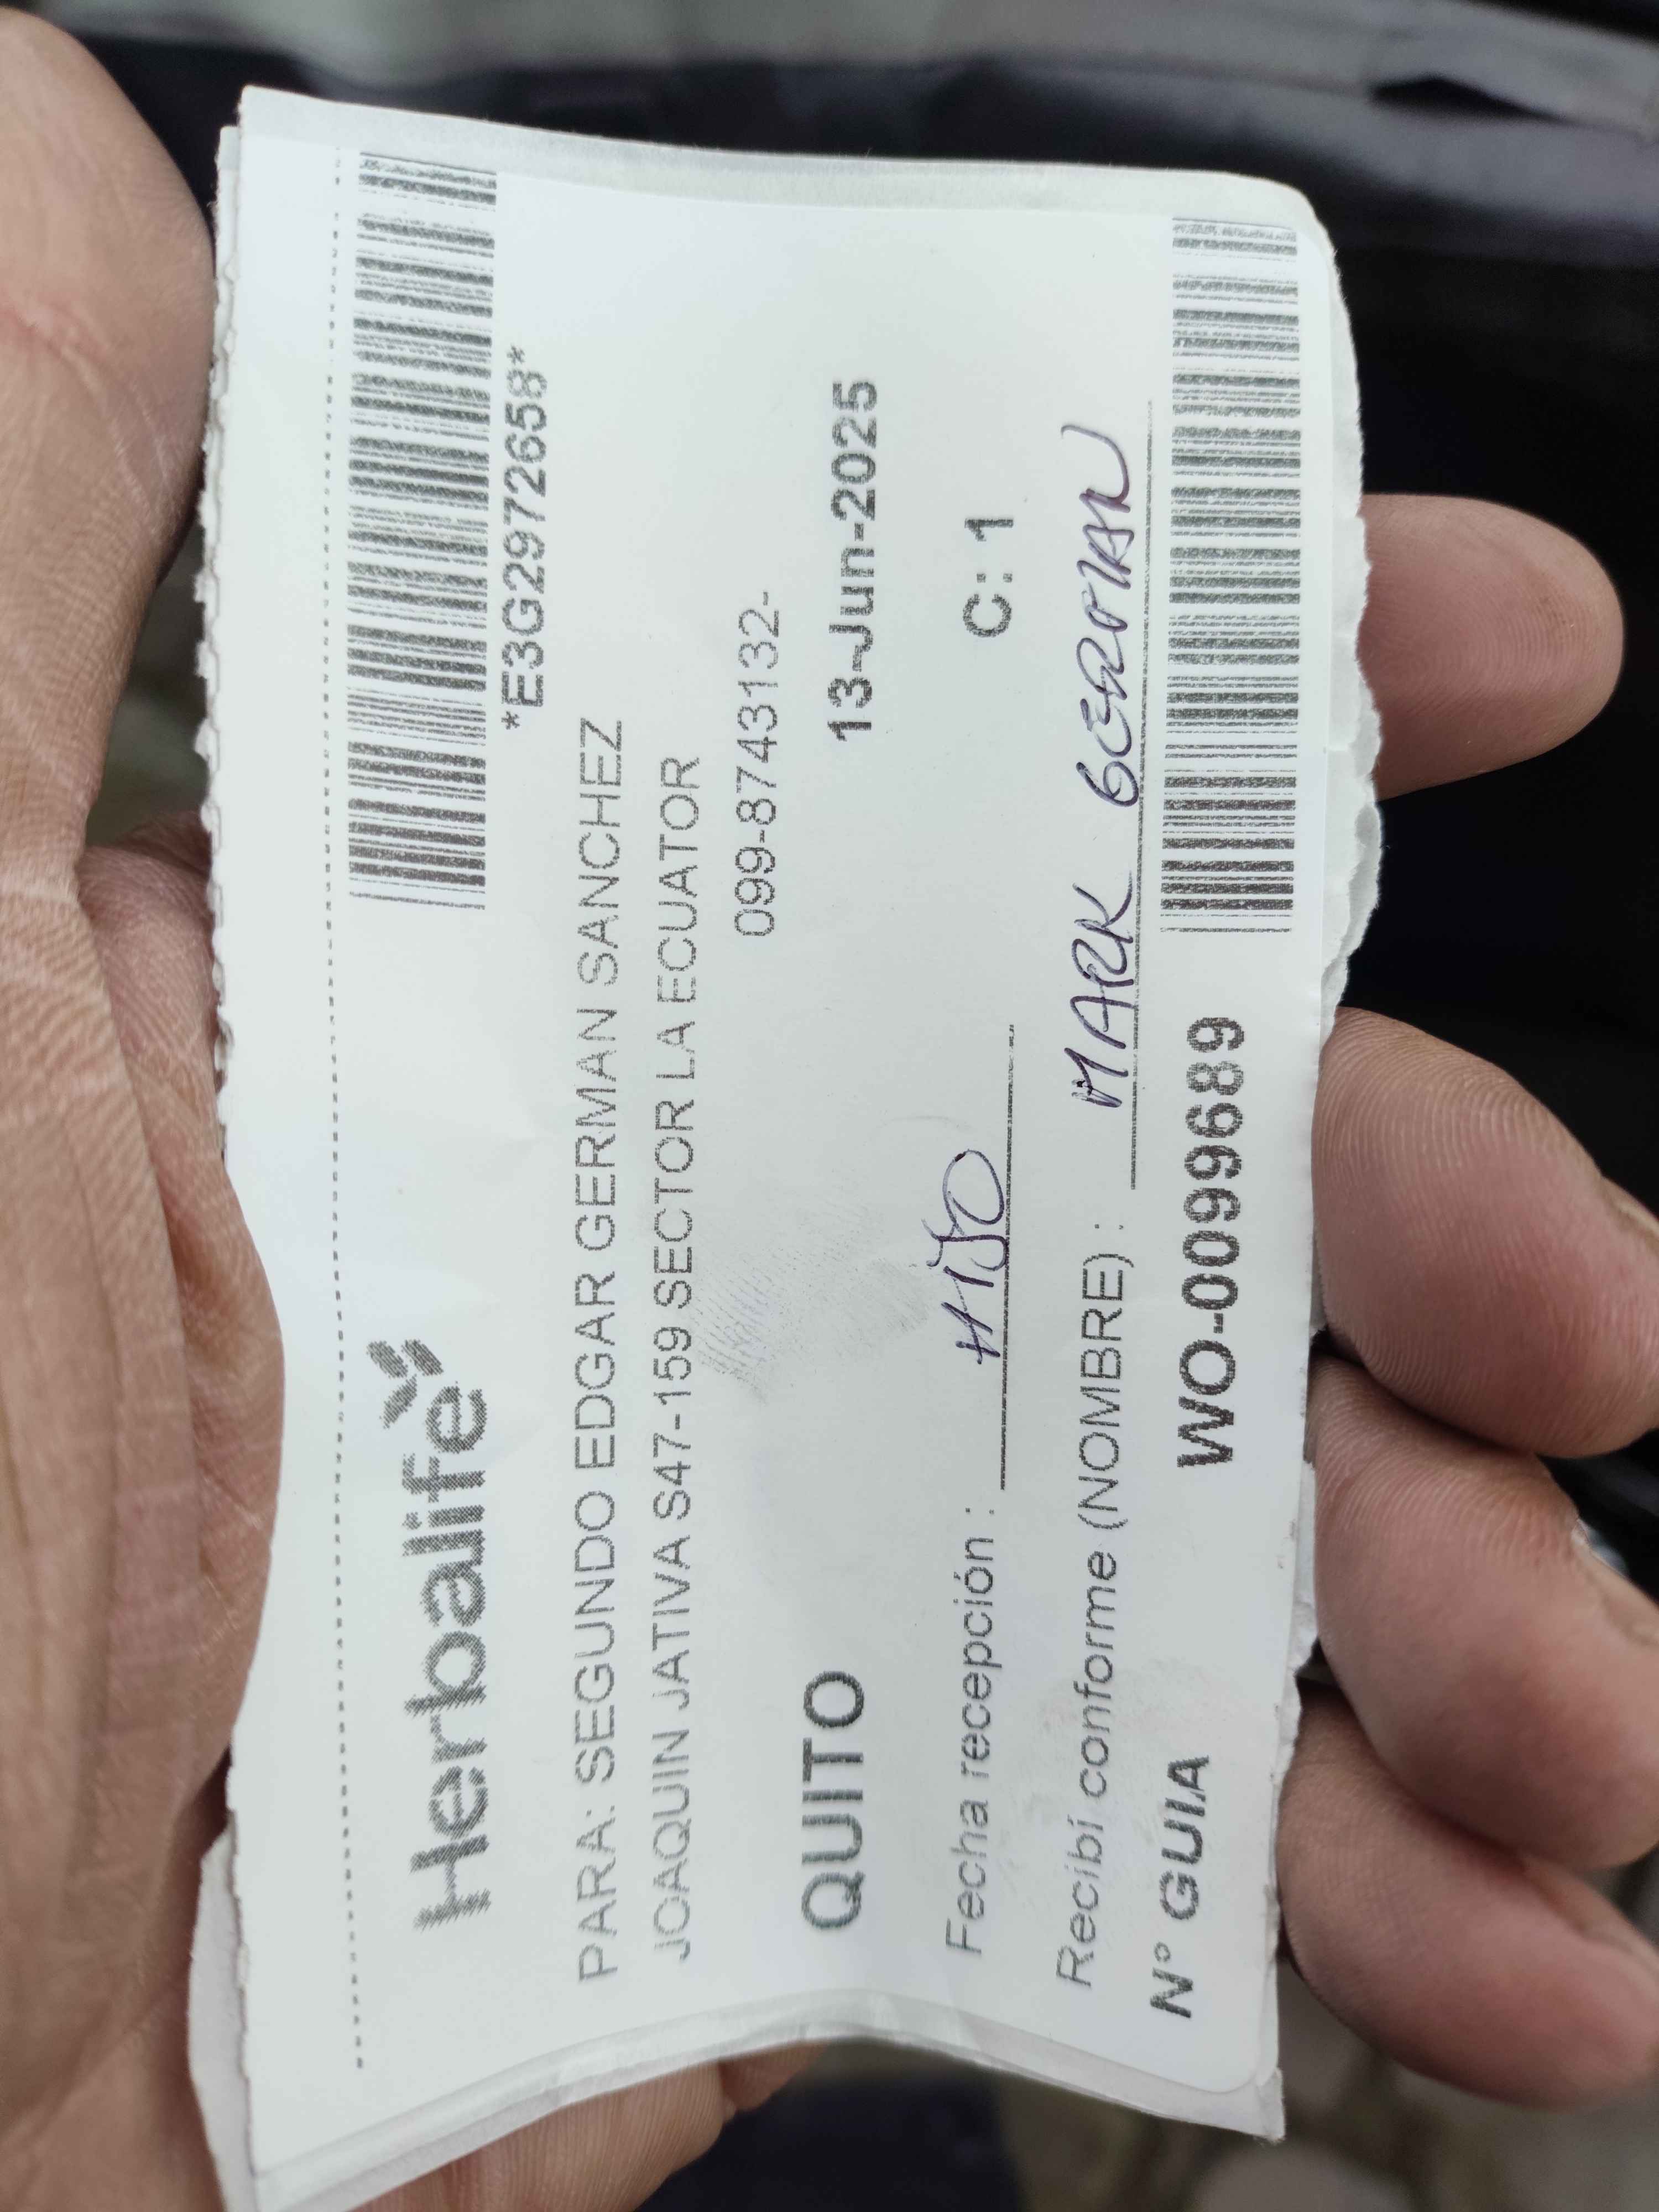 Herbalife
*E3G2972658*
PARA: SEGUNDO EDGAR GERMAN SANCHEZ
JOAQUIN JATIVA S47-159 SECTOR LA ECUATOR
099-8743132-
QUITO 13-Jun-2025
Fecha recepción : HIJO C: 1
Recibí conforme (NOMBRE) : MARK GERMAN
N° GUIA WO-0099689